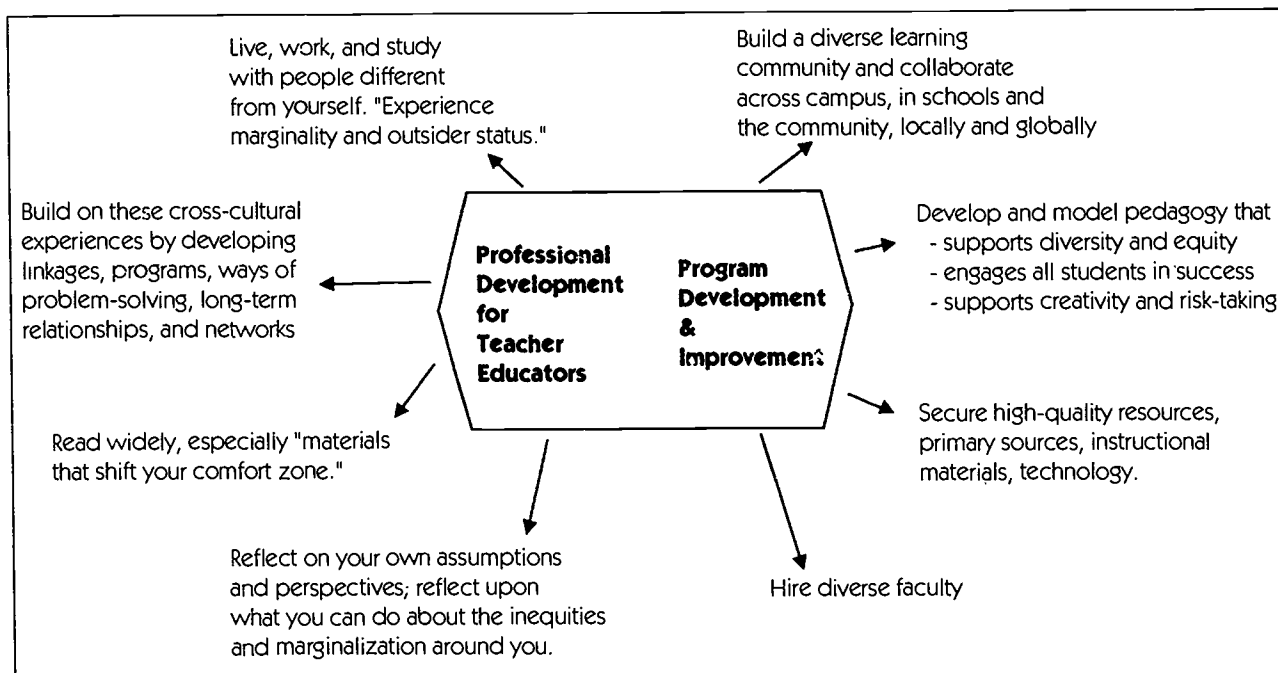 Live, work, and study
with people different
from yourself. "Experience
marginality and outsider status."
Build a diverse learning
community and collaborate
across campus, in schools and
the community, locally and globally
Build on these cross-cultural
experiences by developing
linkages, programs, ways of
problem-solving, long-term
relationships, and networks
Professional
Development
for
Teacher
Educators
Program
Development
&
Improvement
Develop and model pedagogy that
- supports diversity and equity
- engages all students in success
- supports creativity and risk-taking
Read widely, especially "materials
that shift your comfort zone."
Secure high-quality resources,
primary sources, instructional
materials, technology.
Reflect on your own assumptions
and perspectives; reflect upon
what you can do about the inequities
and marginalization around you.
Hire diverse faculty